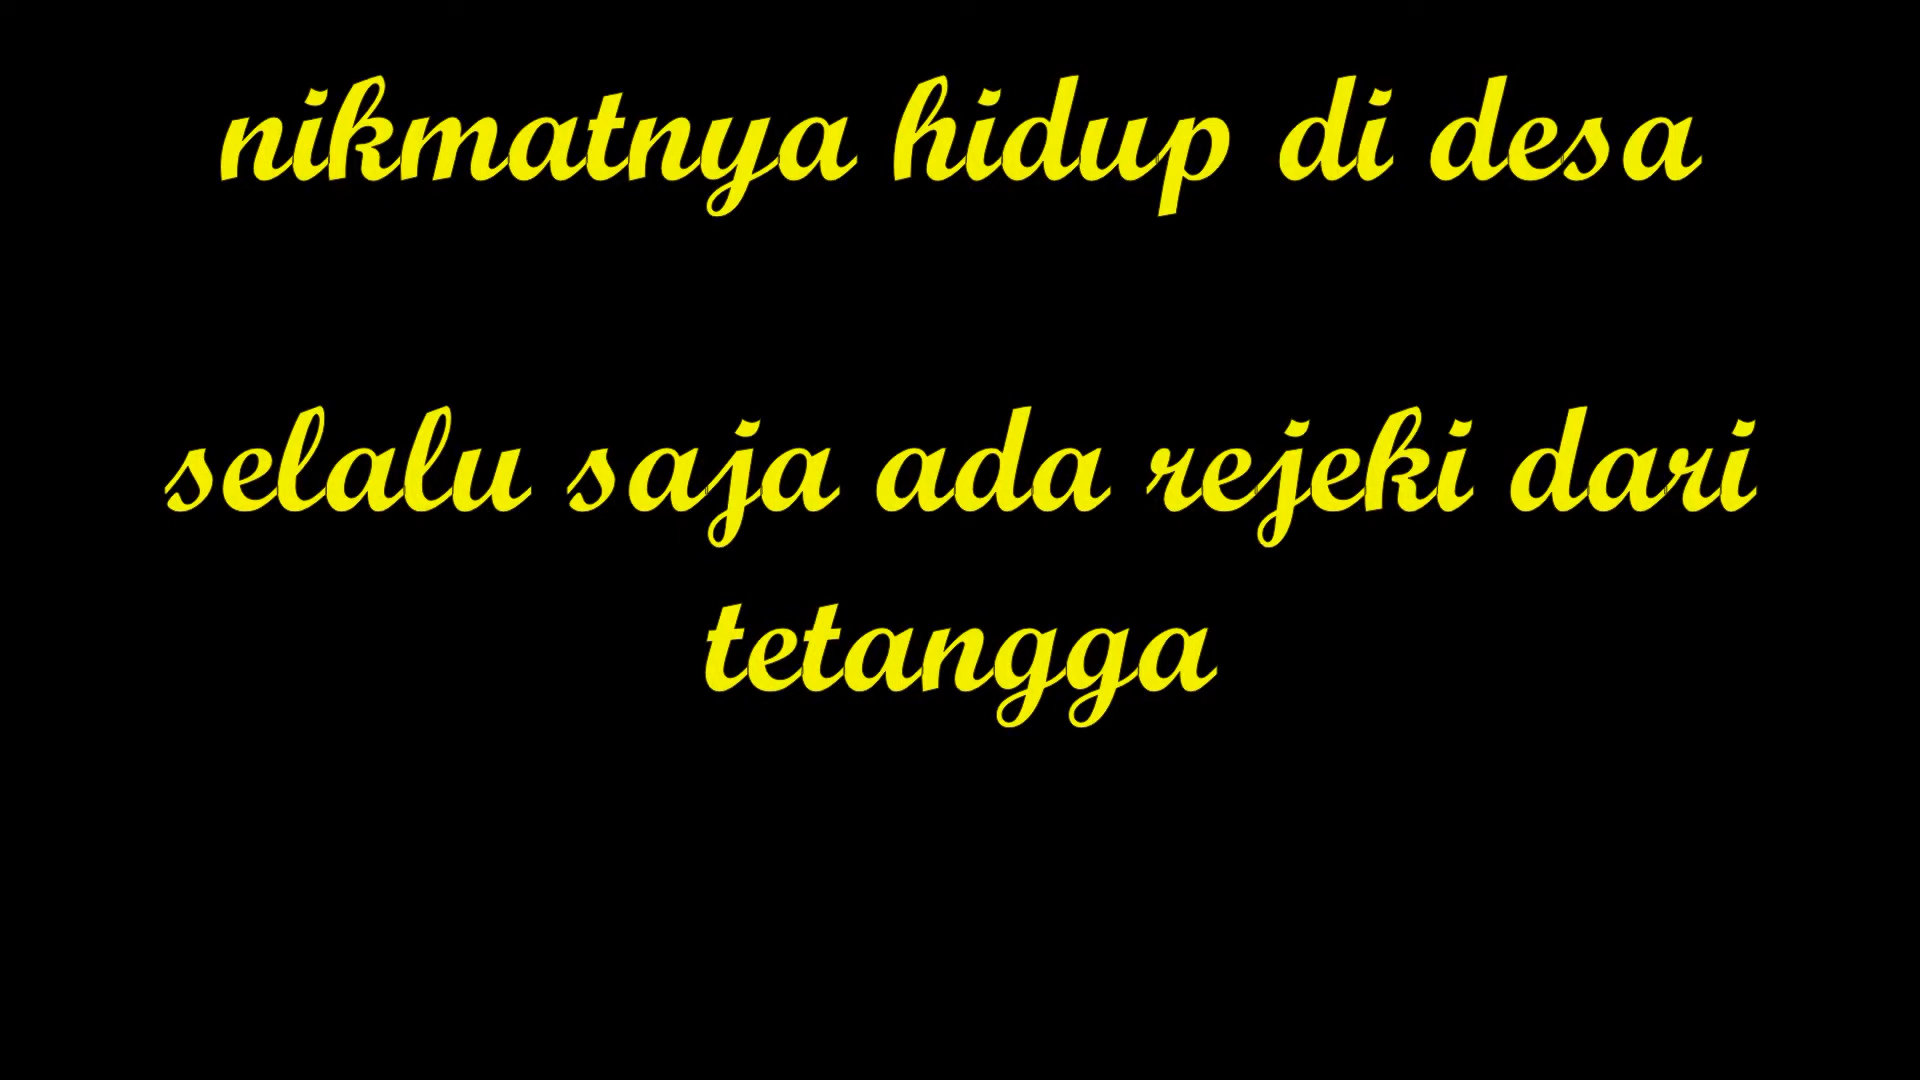 nikmatnya hidup di desa
selalu saja ada rejeki dari
tetangga